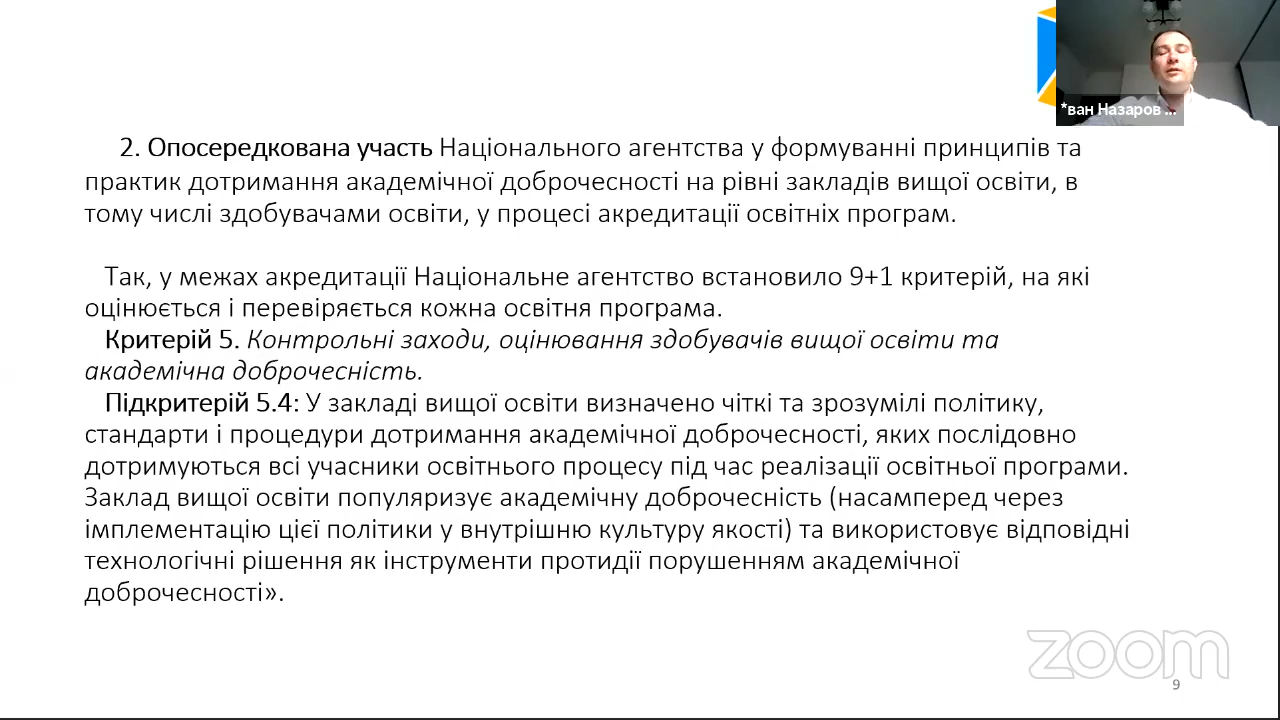 *ван Назаров ...
2. Опосередкована участь Національного агентства у формуванні принципів та
практик дотримання академічної доброчесності на рівні закладів вищої освіти, в
тому числі здобувачами освіти, у процесі акредитації освітніх програм.
Так, у межах акредитації Національне агентство встановило 9+1 критерій, на які
оцінюється і перевіряється кожна освітня програма.
Критерій 5. Контрольні заходи, оцінювання здобувачів вищої освіти та
академічна доброчесність.
Підкритерій 5.4: У закладі вищої освіти визначено чіткі та зрозумілі політику,
стандарти і процедури дотримання академічної доброчесності, яких послідовно
дотримуються всі учасники освітнього процесу під час реалізації освітньої програми.
Заклад вищої освіти популяризує академічну доброчесність (насамперед через
імплементацію цієї політики у внутрішню культуру якості) та використовує відповідні
технологічні рішення як інструменти протидії порушенням академічної
доброчесності».
zoom
9